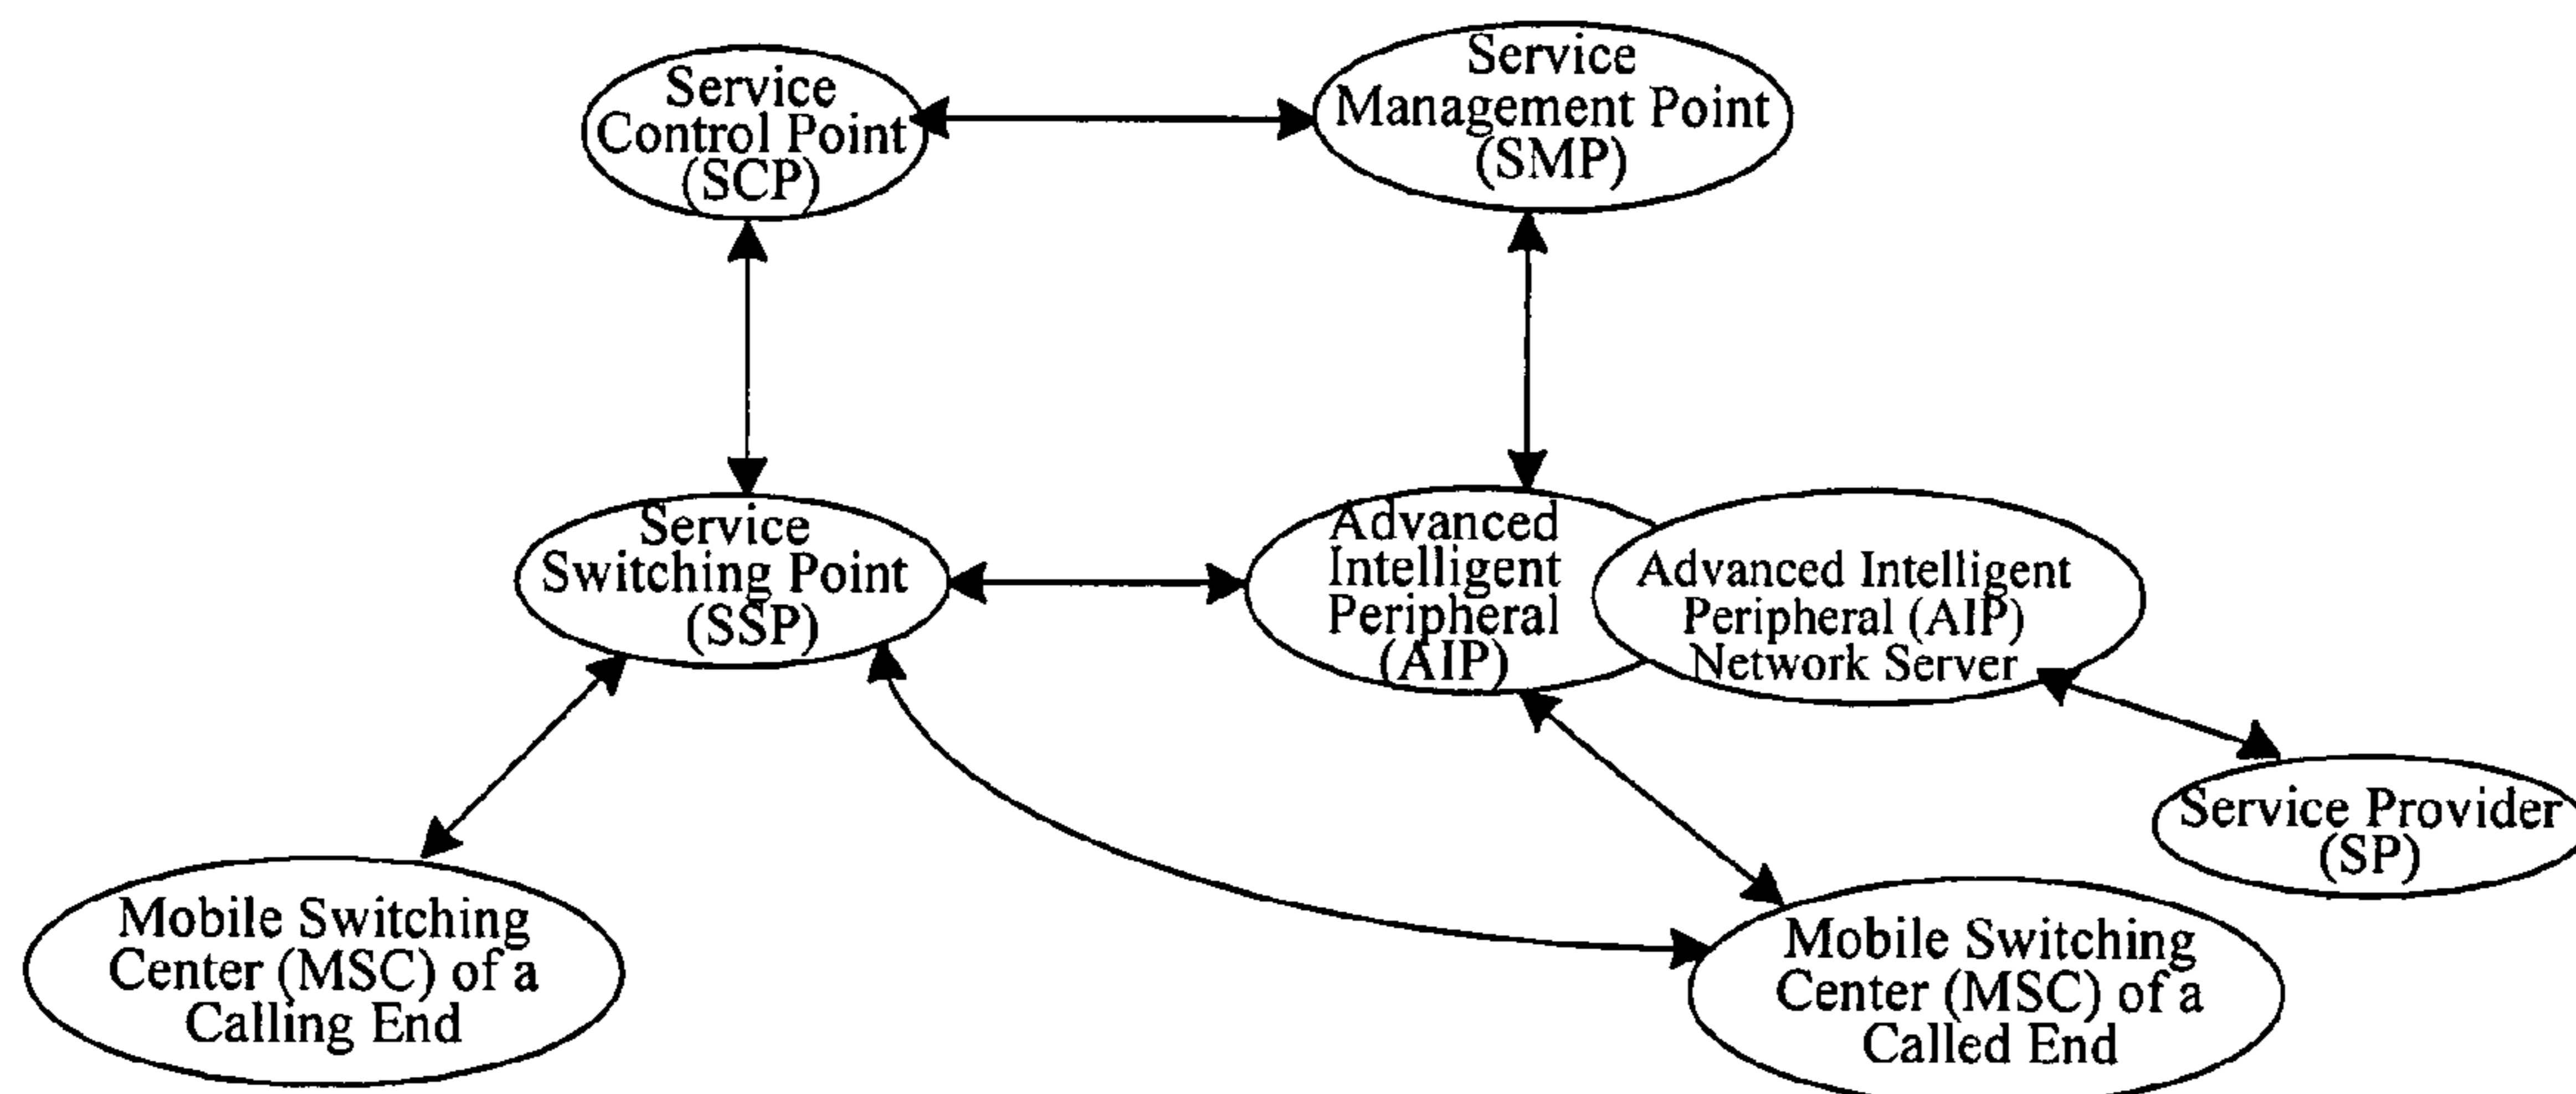 Service
Control Point
(SCP)
Service
Management Point
(SMP)
Service
Switching Point
(SSP)
Advanced
Intelligent
Peripheral
(AIP)
Advanced Intelligent
Peripheral (AIP)
Network Server
Service Provider
(SP)
Mobile Switching
Center (MSC) of a
Calling End
Mobile Switching
Center (MSC) of a
Called End